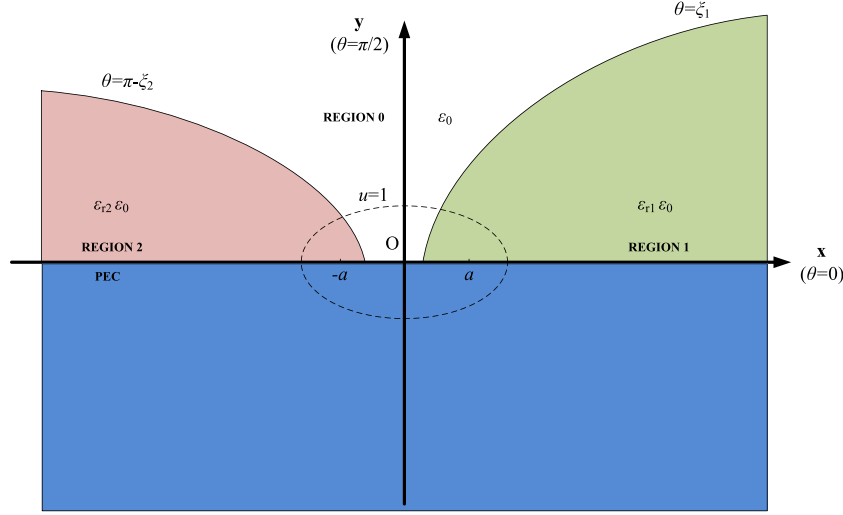 y
(θ=π/2)
θ=ξ₁
θ=π-ξ₂
REGION 0
ε₀
u=1
εᵣ₂ ε₀
εᵣ₁ ε₀
REGION 2
O
REGION 1
x
(θ=0)
PEC
-a
a